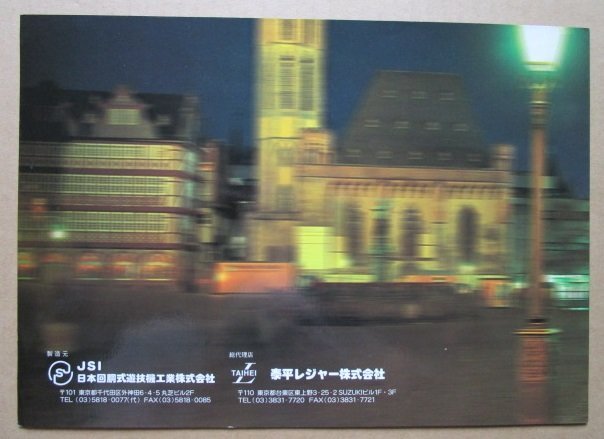 製造元
JSI
日本回胴式遊技機工業株式会社
〒101 東京都千代田区外神田6・4・5 丸芝ビル2F
TEL (03)5818・0077(代) FAX(03)5818・0085
総代理店
TAIHEI
泰平レジャー株式会社
〒110 東京都台東区東上野3・25・2 SUZUKIビル1F・3F
TEL (03)3831・7720 FAX(03)3831・7721